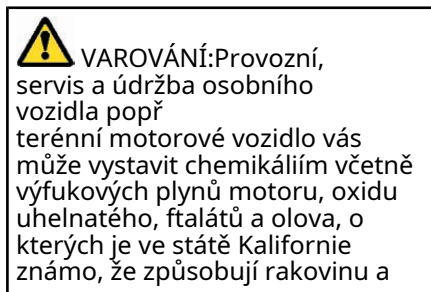 VAROVÁNÍ:Provozní,
servis a údržba osobního
vozidla popř
terénní motorové vozidlo vás
může vystavit chemikáliím včetně
výfukových plynů motoru, oxidu
uhelnatého, ftalátů a olova, o
kterých je ve státě Kalifornie
známo, že způsobují rakovinu a